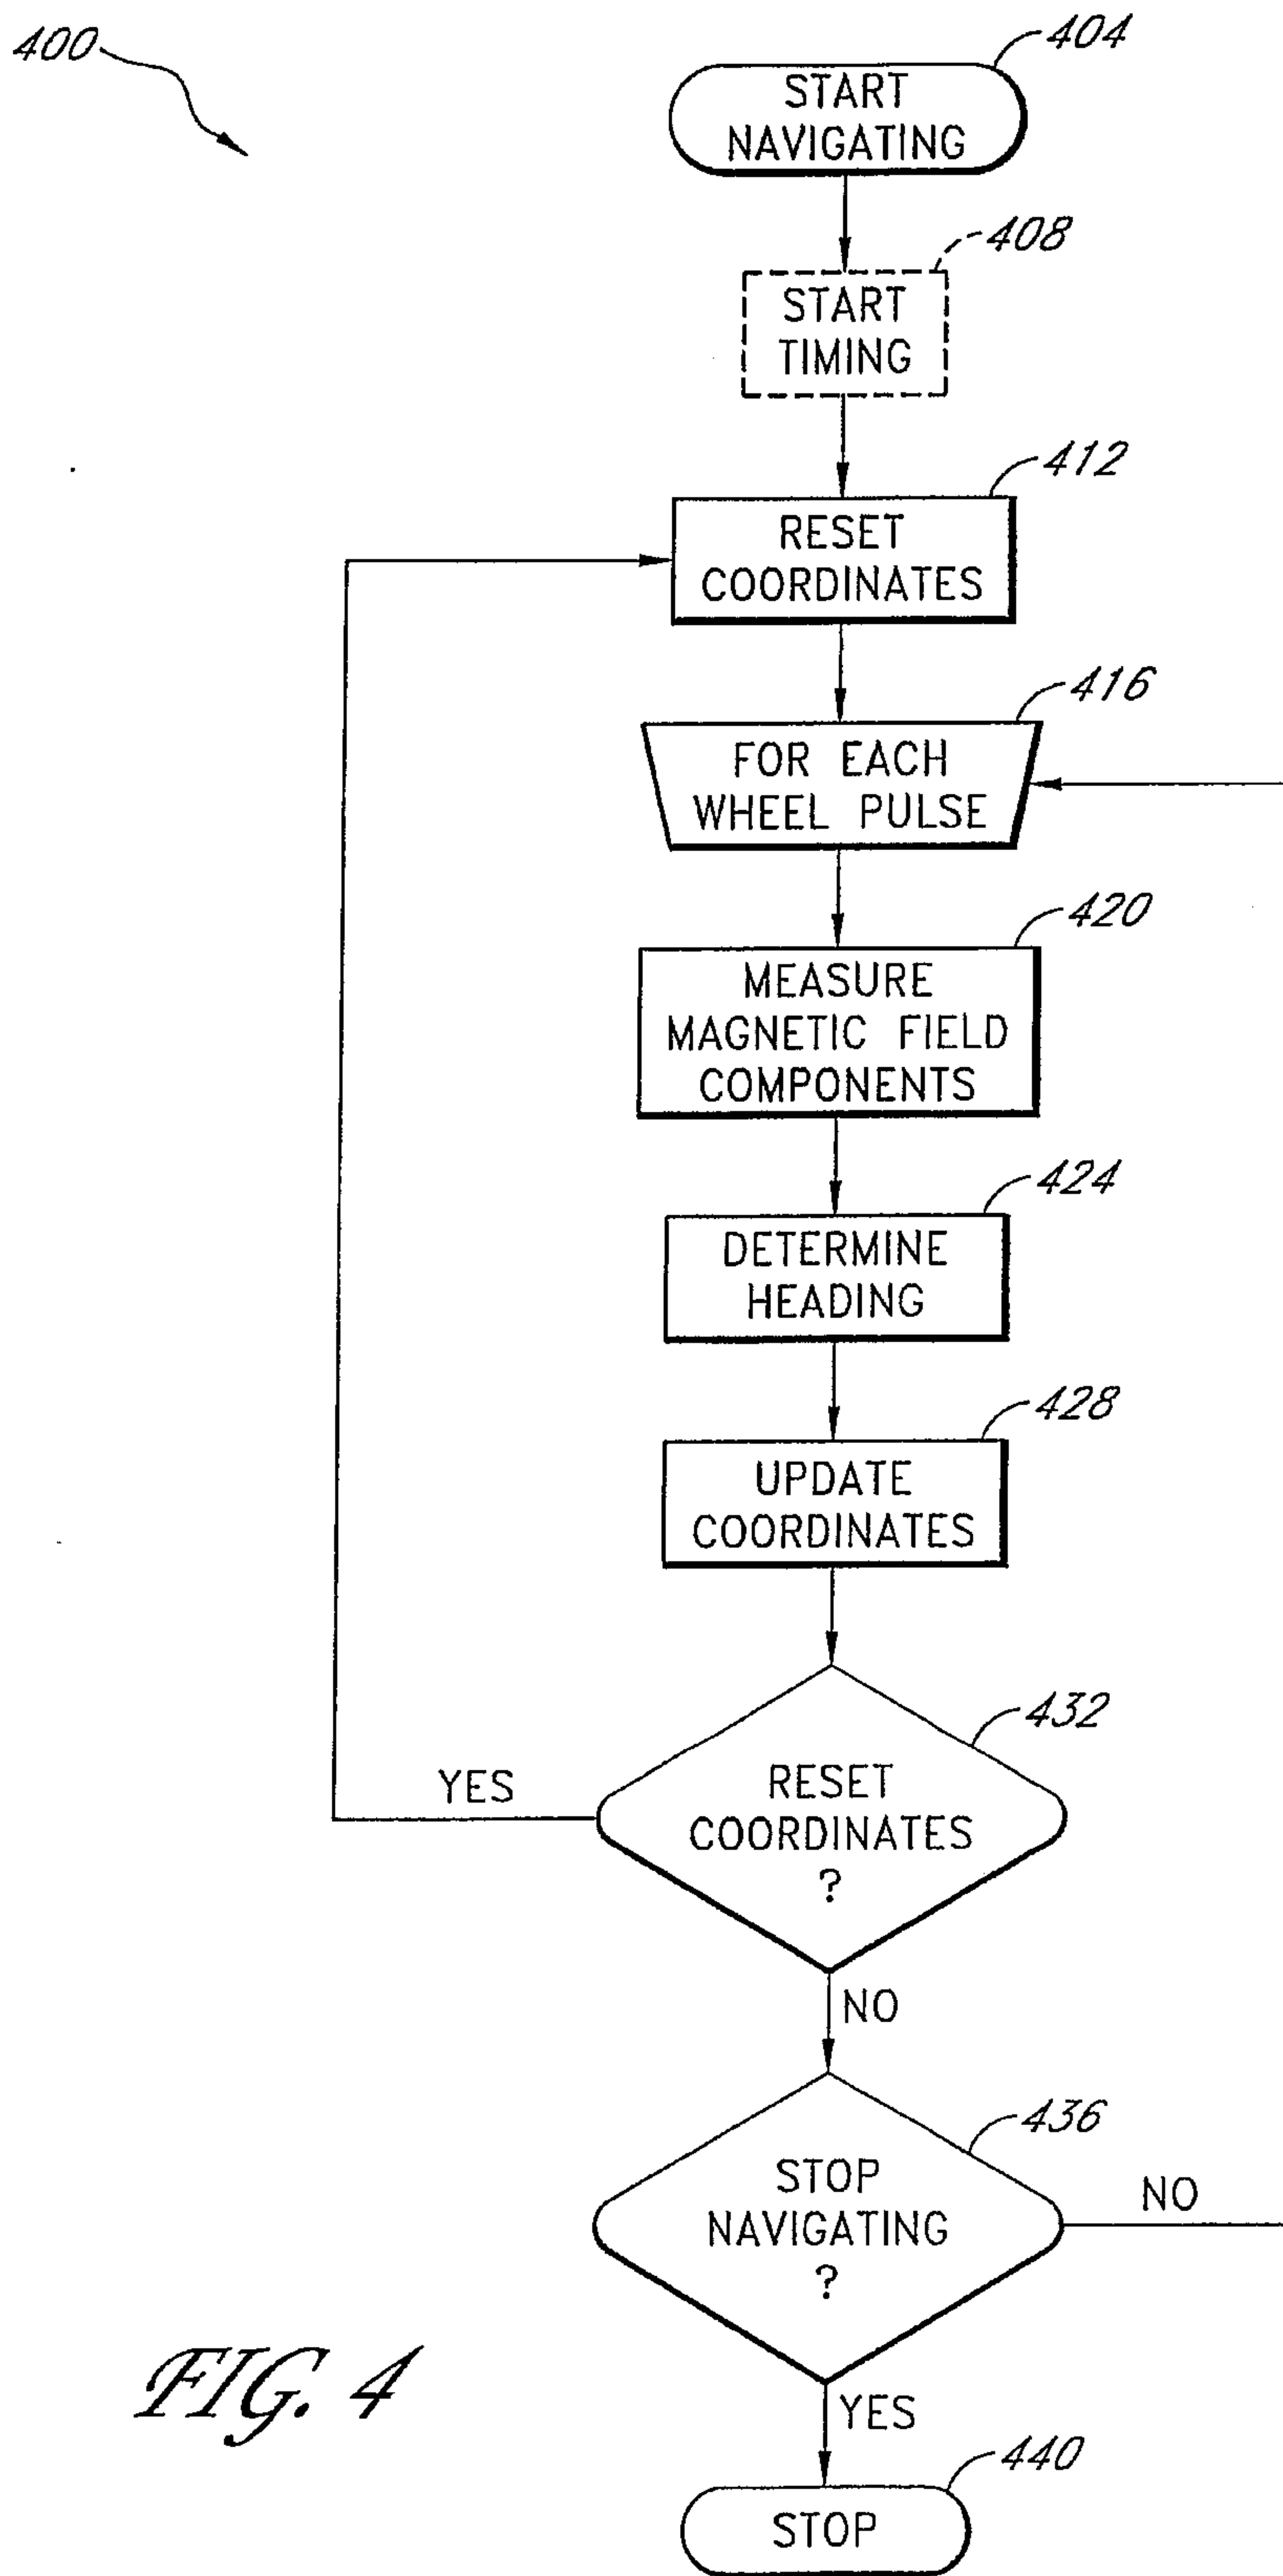 400
404
START
NAVIGATING
408
START
TIMING
412
RESET
COORDINATES
416
FOR EACH
WHEEL PULSE
420
MEASURE
MAGNETIC FIELD
COMPONENTS
424
DETERMINE
HEADING
428
UPDATE
COORDINATES
432
YES
RESET
COORDINATES
?
NO
436
STOP
NAVIGATING
?
NO
YES
440
STOP
FIG. 4